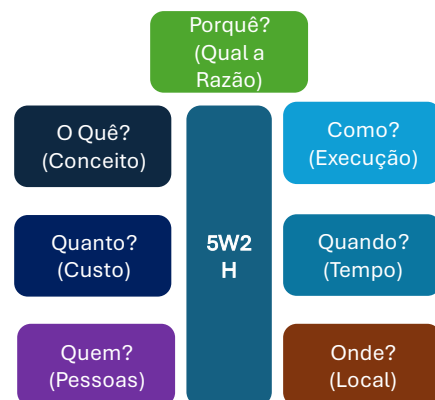 Porquê?
(Qual a
Razão)
O Quê?
(Conceito)
Como?
(Execução)
Quanto?
(Custo)
5W2
H
Quando?
(Tempo)
Quem?
(Pessoas)
Onde?
(Local)